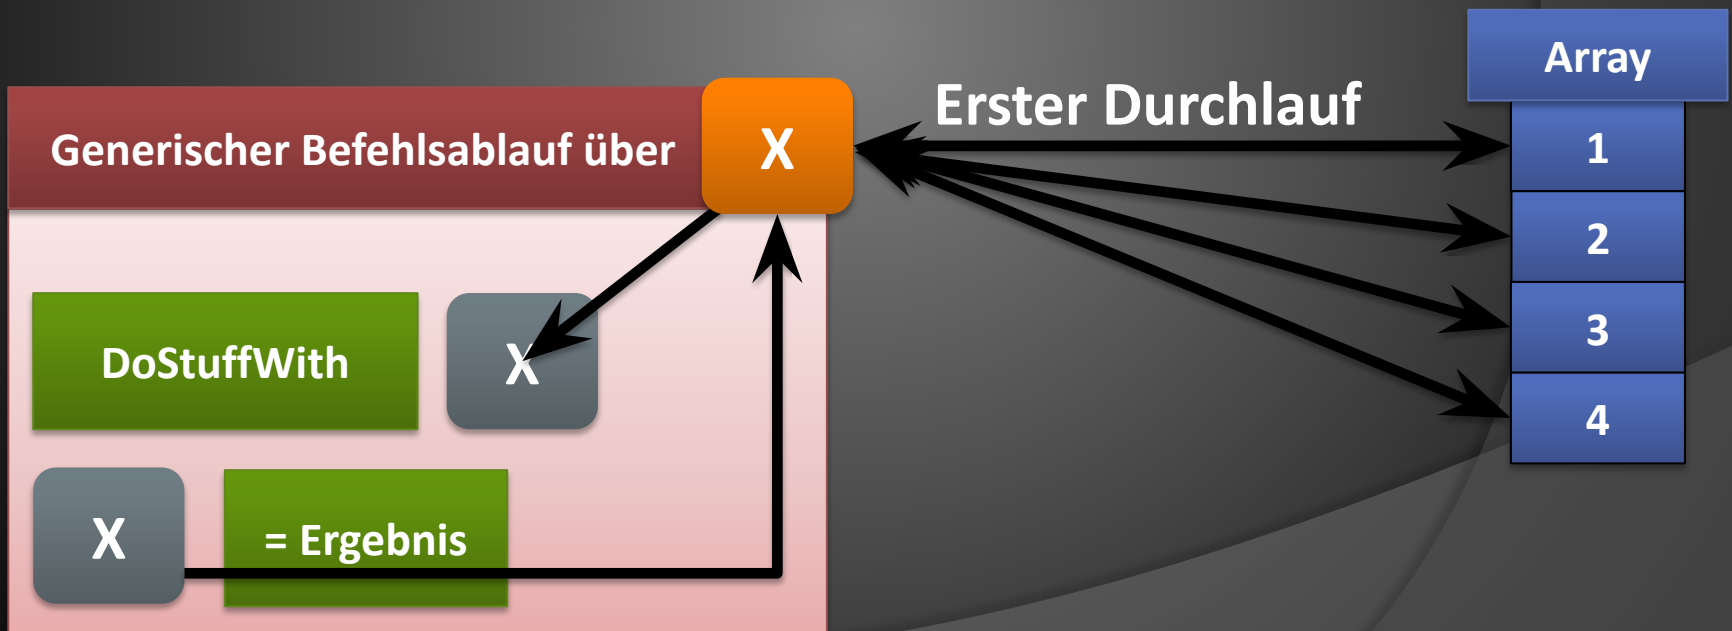 Array
Erster Durchlauf
Generischer Befehlsablauf über
X
1
2
3
4
DoStuffWith
X
X
= Ergebnis